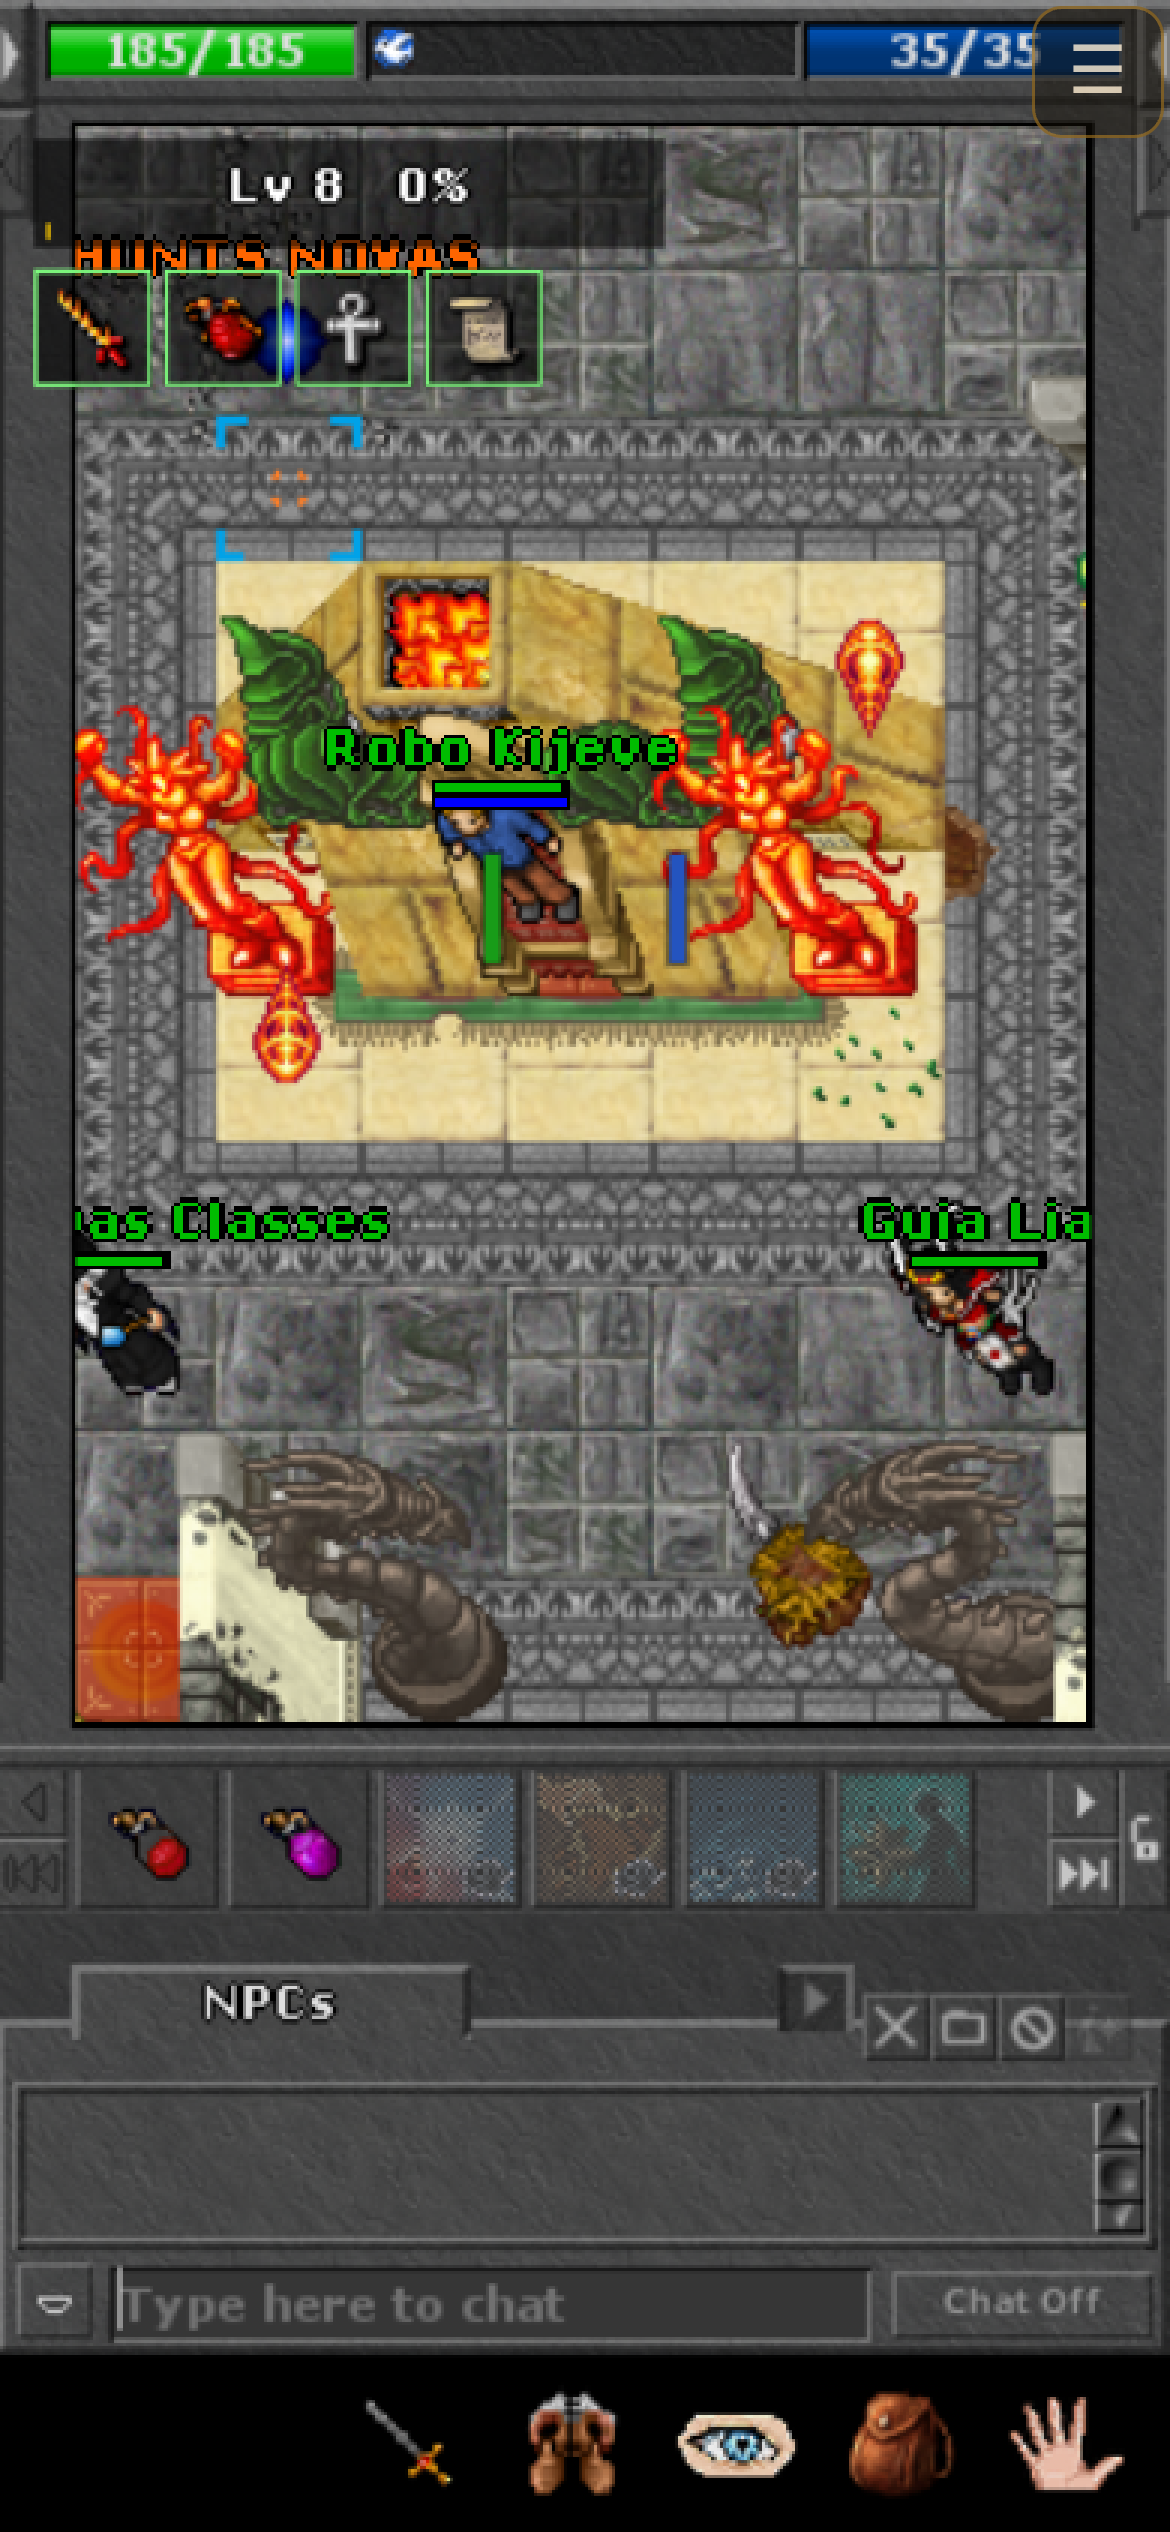 185/185
35/35
Lv 8 0%
HUNTS NOVAS
Robo Kijeve
as Classes
Guia Lia
NPCs
Type here to chat
Chat Off